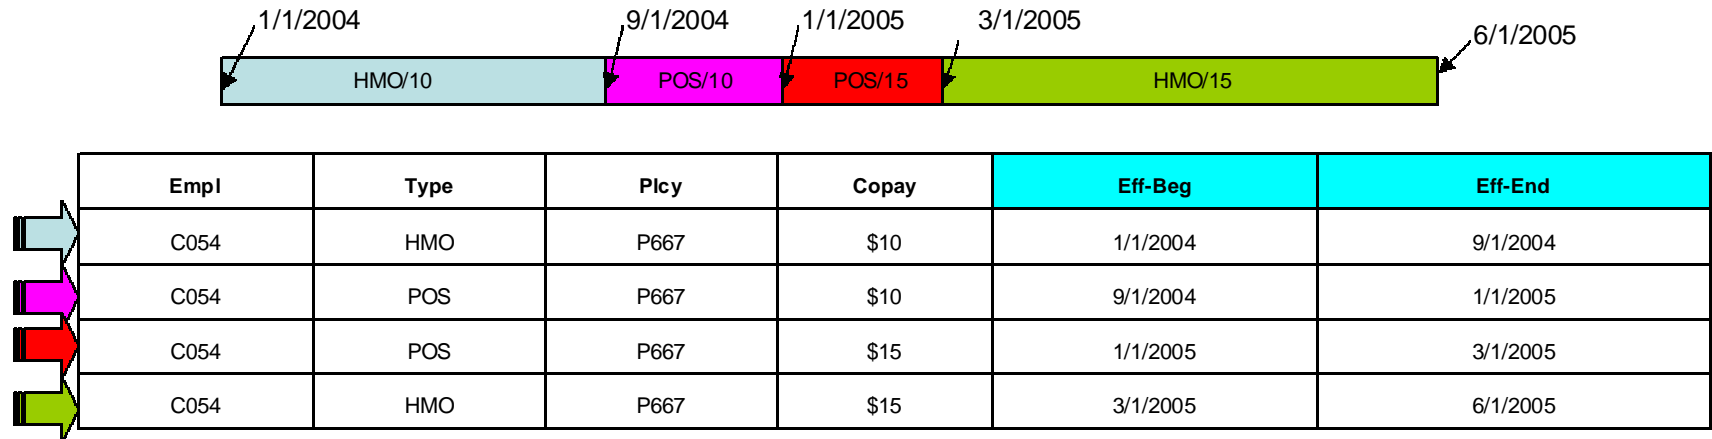 1/1/2004 9/1/2004 1/1/2005 3/1/2005 6/1/2005
HMO/10 POS/10 POS/15 HMO/15
Empl Type Plcy Copay Eff-Beg Eff-End
C054 HMO P667 $10 1/1/2004 9/1/2004
C054 POS P667 $10 9/1/2004 1/1/2005
C054 POS P667 $15 1/1/2005 3/1/2005
C054 HMO P667 $15 3/1/2005 6/1/2005